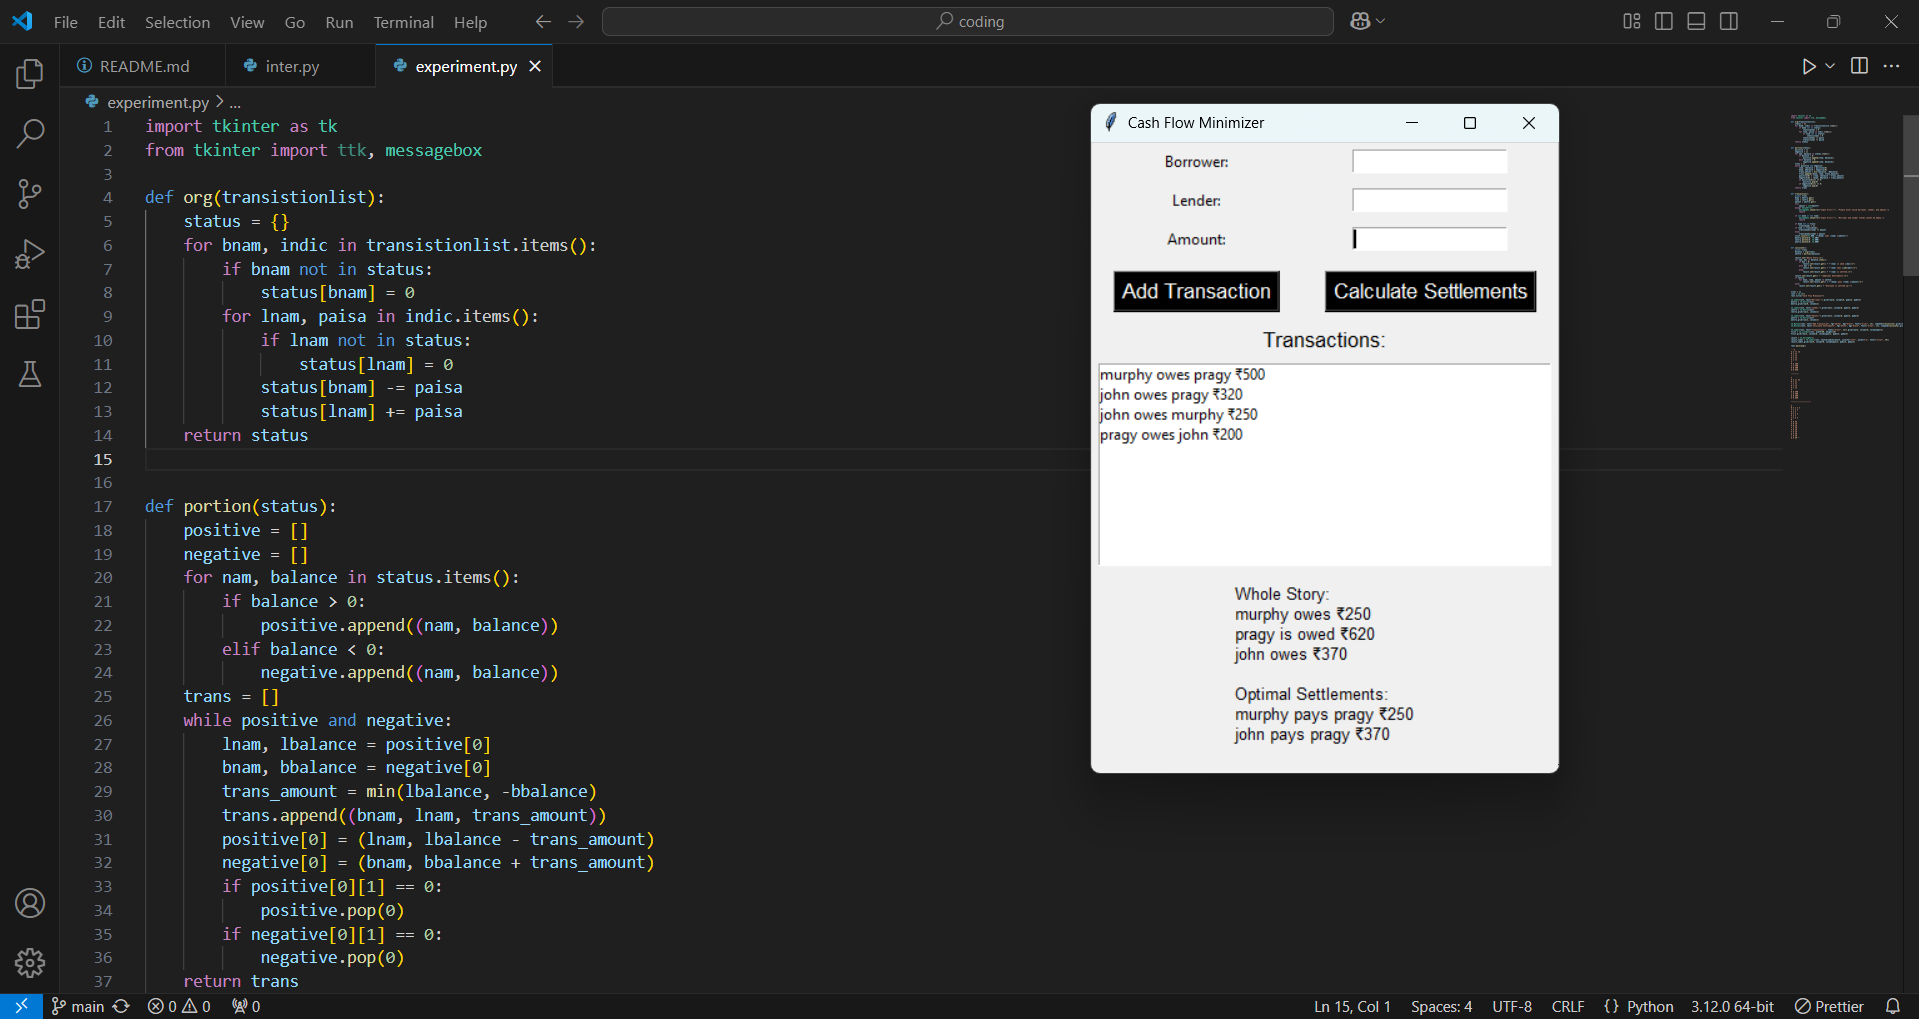 File Edit Selection View Go Run Terminal Help
coding
README.md
inter.py
experiment.py
experiment.py > ...
1 import tkinter as tk
2 from tkinter import ttk, messagebox
3
4 def org(transistionlist):
5 status = {}
6 for bnam, indic in transistionlist.items():
7 if bnam not in status:
8 status[bnam] = 0
9 for lnam, paisa in indic.items():
10 if lnam not in status:
11 status[lnam] = 0
12 status[bnam] -= paisa
13 status[lnam] += paisa
14 return status
15
16
17 def portion(status):
18 positive = []
19 negative = []
20 for nam, balance in status.items():
21 if balance > 0:
22 positive.append((nam, balance))
23 elif balance < 0:
24 negative.append((nam, balance))
25 trans = []
26 while positive and negative:
27 lnam, lbalance = positive[0]
28 bnam, bbalance = negative[0]
29 trans_amount = min(lbalance, -bbalance)
30 trans.append((bnam, lnam, trans_amount))
31 positive[0] = (lnam, lbalance - trans_amount)
32 negative[0] = (bnam, bbalance + trans_amount)
33 if positive[0][1] == 0:
34 positive.pop(0)
35 if negative[0][1] == 0:
36 negative.pop(0)
37 return trans
Cash Flow Minimizer
Borrower:
Lender:
Amount:
Add Transaction
Calculate Settlements
Transactions:
murphy owes pragy ₹500
john owes pragy ₹320
john owes murphy ₹250
pragy owes john ₹200
Whole Story:
murphy owes ₹250
pragy is owed ₹620
john owes ₹370
Optimal Settlements:
murphy pays pragy ₹250
john pays pragy ₹370
main 0 0 0 Ln 15, Col 1 Spaces: 4 UTF-8 CRLF {} Python 3.12.0 64-bit Prettier